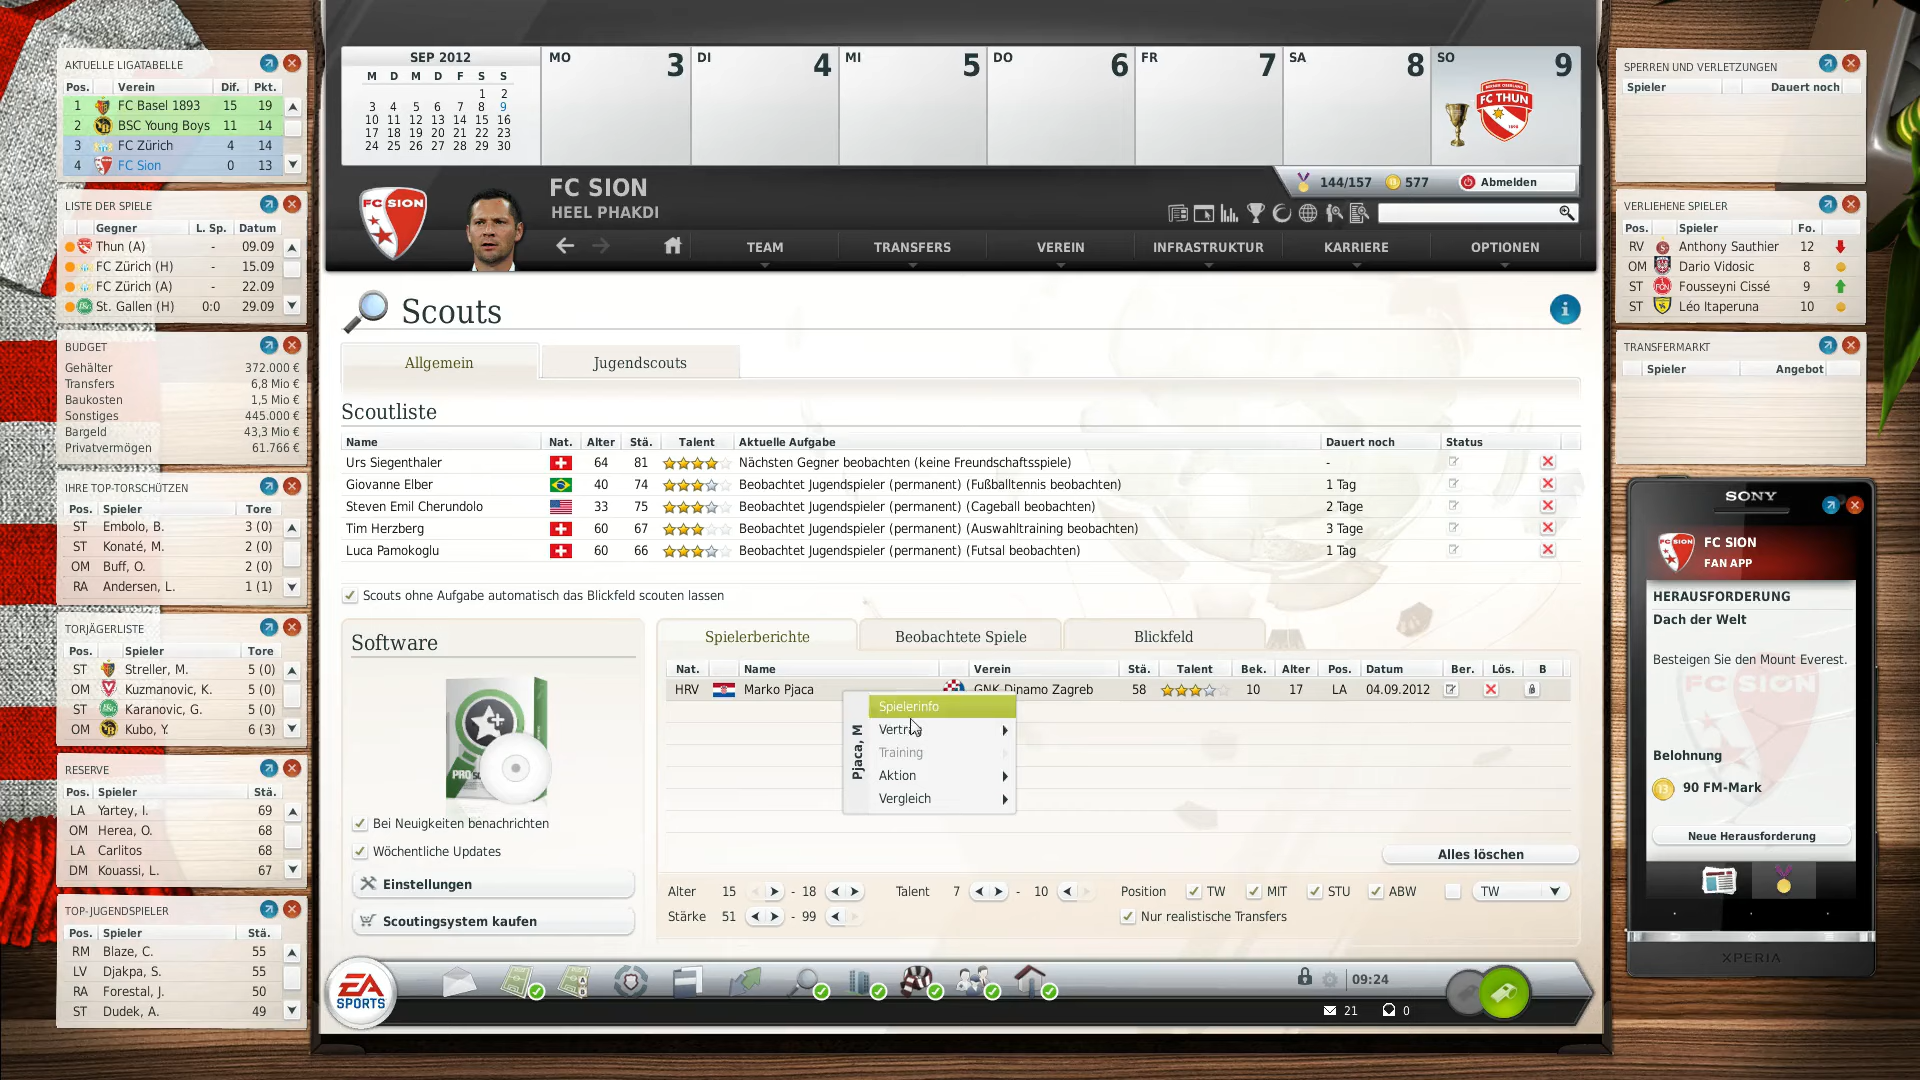 AKTUELLE LIGATABELLE
Pos. Verein Dif. Pkt.
1 FC Basel 1893 15 19
2 BSC Young Boys 11 14
3 FC Zürich 4 14
4 FC Sion 0 13
LISTE DER SPIELE
Gegner L. Sp. Datum
Thun (A) - 09.09
FC Zürich (H) - 15.09
FC Zürich (A) - 22.09
St. Gallen (H) 0:0 29.09
BUDGET
Gehälter 372.000 €
Transfers 6,8 Mio €
Baukosten 1,5 Mio €
Sonstiges 445.000 €
Bargeld 43,3 Mio €
Privatvermögen 61.766 €
IHRE TOP-TORSCHÜTZEN
Pos. Spieler Tore
ST Embolo, B. 3 (0)
ST Konaté, M. 2 (0)
OM Buff, O. 2 (0)
RA Andersen, L. 1 (1)
TORJÄGERLISTE
Pos. Spieler Tore
ST Streller, M. 5 (0)
OM Kuzmanovic, K. 5 (0)
ST Karanovic, G. 5 (0)
OM Kubo, Y. 6 (3)
RESERVE
Pos. Spieler Stä.
LA Yartey, I. 69
OM Herea, O. 68
LA Carlitos 68
DM Kouassi, L. 67
TOP-JUGENDSPIELER
Pos. Spieler Stä.
RM Blaze, C. 55
LV Djakpa, S. 55
RA Forestal, J. 50
ST Dudek, A. 49
SEP 2012
M D M D F S S
1 2
3 4 5 6 7 8 9
10 11 12 13 14 15 16
17 18 19 20 21 22 23
24 25 26 27 28 29 30
MO 3 DI 4 MI 5 DO 6 FR 7 SA 8 SO 9
FC THUN
FC SION
FC SION
HEEL PHAKDI
144/157 577 Abmelden
TEAM TRANSFERS VEREIN INFRASTRUKTUR KARRIERE OPTIONEN
Scouts
Allgemein Jugendscouts
Scoutliste
Name Nat. Alter Stä. Talent Aktuelle Aufgabe Dauert noch Status
Urs Siegenthaler 64 81 Nächsten Gegner beobachten (keine Freundschaftsspiele) -
Giovanne Elber 40 74 Beobachtet Jugendspieler (permanent) (Fußballtennis beobachten) 1 Tag
Steven Emil Cherundolo 33 75 Beobachtet Jugendspieler (permanent) (Cageball beobachten) 2 Tage
Tim Herzberg 60 67 Beobachtet Jugendspieler (permanent) (Auswahltraining beobachten) 3 Tage
Luca Pamokoglu 60 66 Beobachtet Jugendspieler (permanent) (Futsal beobachten) 1 Tag
Scouts ohne Aufgabe automatisch das Blickfeld scouten lassen
Software
Bei Neuigkeiten benachrichten
Wöchentliche Updates
Einstellungen
Scoutingsystem kaufen
Spielerberichte Beobachtete Spiele Blickfeld
Nat. Name Verein Stä. Talent Bek. Alter Pos. Datum Ber. Lös. B
HRV Marko Pjaca GNK Dinamo Zagreb 58 10 17 LA 04.09.2012
Pjaca, M
Spielerinfo
Training
Aktion
Vergleich
Alles löschen
Alter 15 - 18 Talent 7 - 10 Position TW MIT STU ABW TW
Stärke 51 - 99 Nur realistische Transfers
EA SPORTS
09:24
21 0
SPERREN UND VERLETZUNGEN
Spieler Dauert noch
VERLIEHENE SPIELER
Pos. Spieler Fo.
RV Anthony Sauthier 12
OM Dario Vidosic 8
ST Fousseyni Cissé 9
ST Léo Itaperuna 10
TRANSFERMARKT
Spieler Angebot
SONY
FC SION
FC SION
FAN APP
HERAUSFORDERUNG
Dach der Welt
Besteigen Sie den Mount Everest.
FC SION
Belohnung
90 FM-Mark
Neue Herausforderung
XPERIA